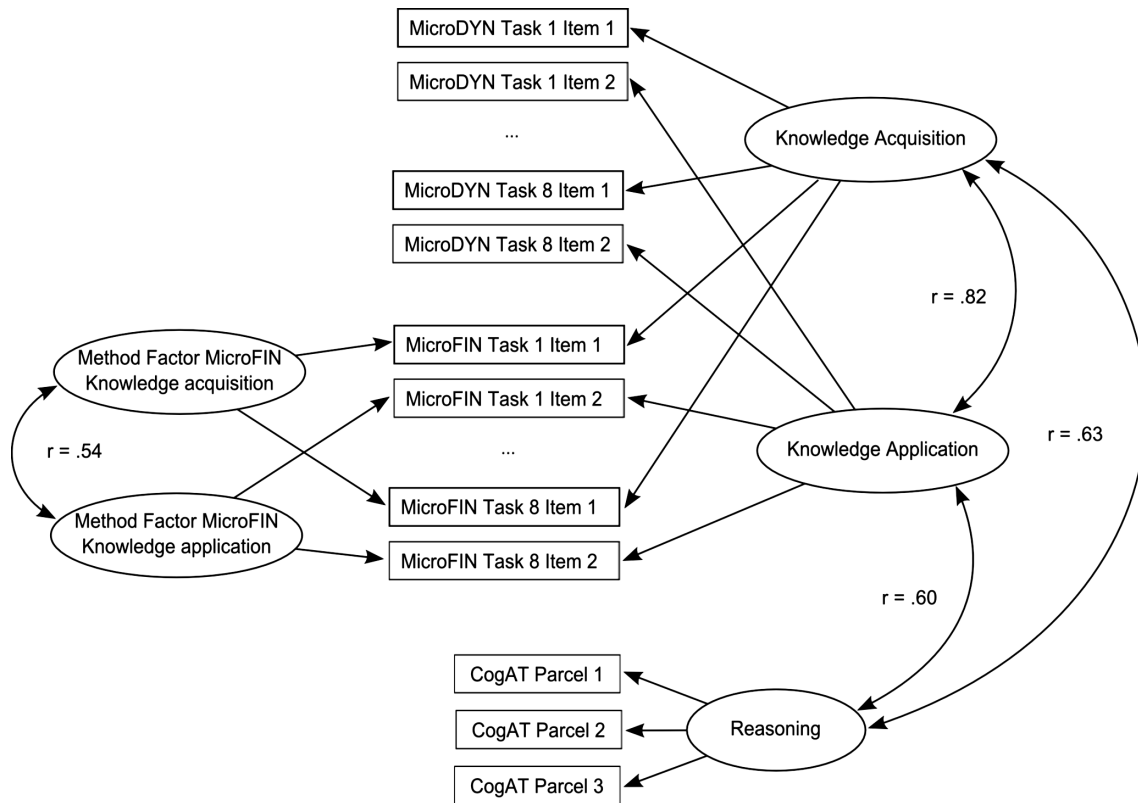 MicroDYN Task 1 Item 1
MicroDYN Task 1 Item 2
...
MicroDYN Task 8 Item 1
MicroDYN Task 8 Item 2
MicroFIN Task 1 Item 1
MicroFIN Task 1 Item 2
...
MicroFIN Task 8 Item 1
MicroFIN Task 8 Item 2
CogAT Parcel 1
CogAT Parcel 2
CogAT Parcel 3
Method Factor MicroFIN
Knowledge acquisition
r = .54
Method Factor MicroFIN
Knowledge application
Knowledge Acquisition
r = .82
Knowledge Application
r = .63
r = .60
Reasoning